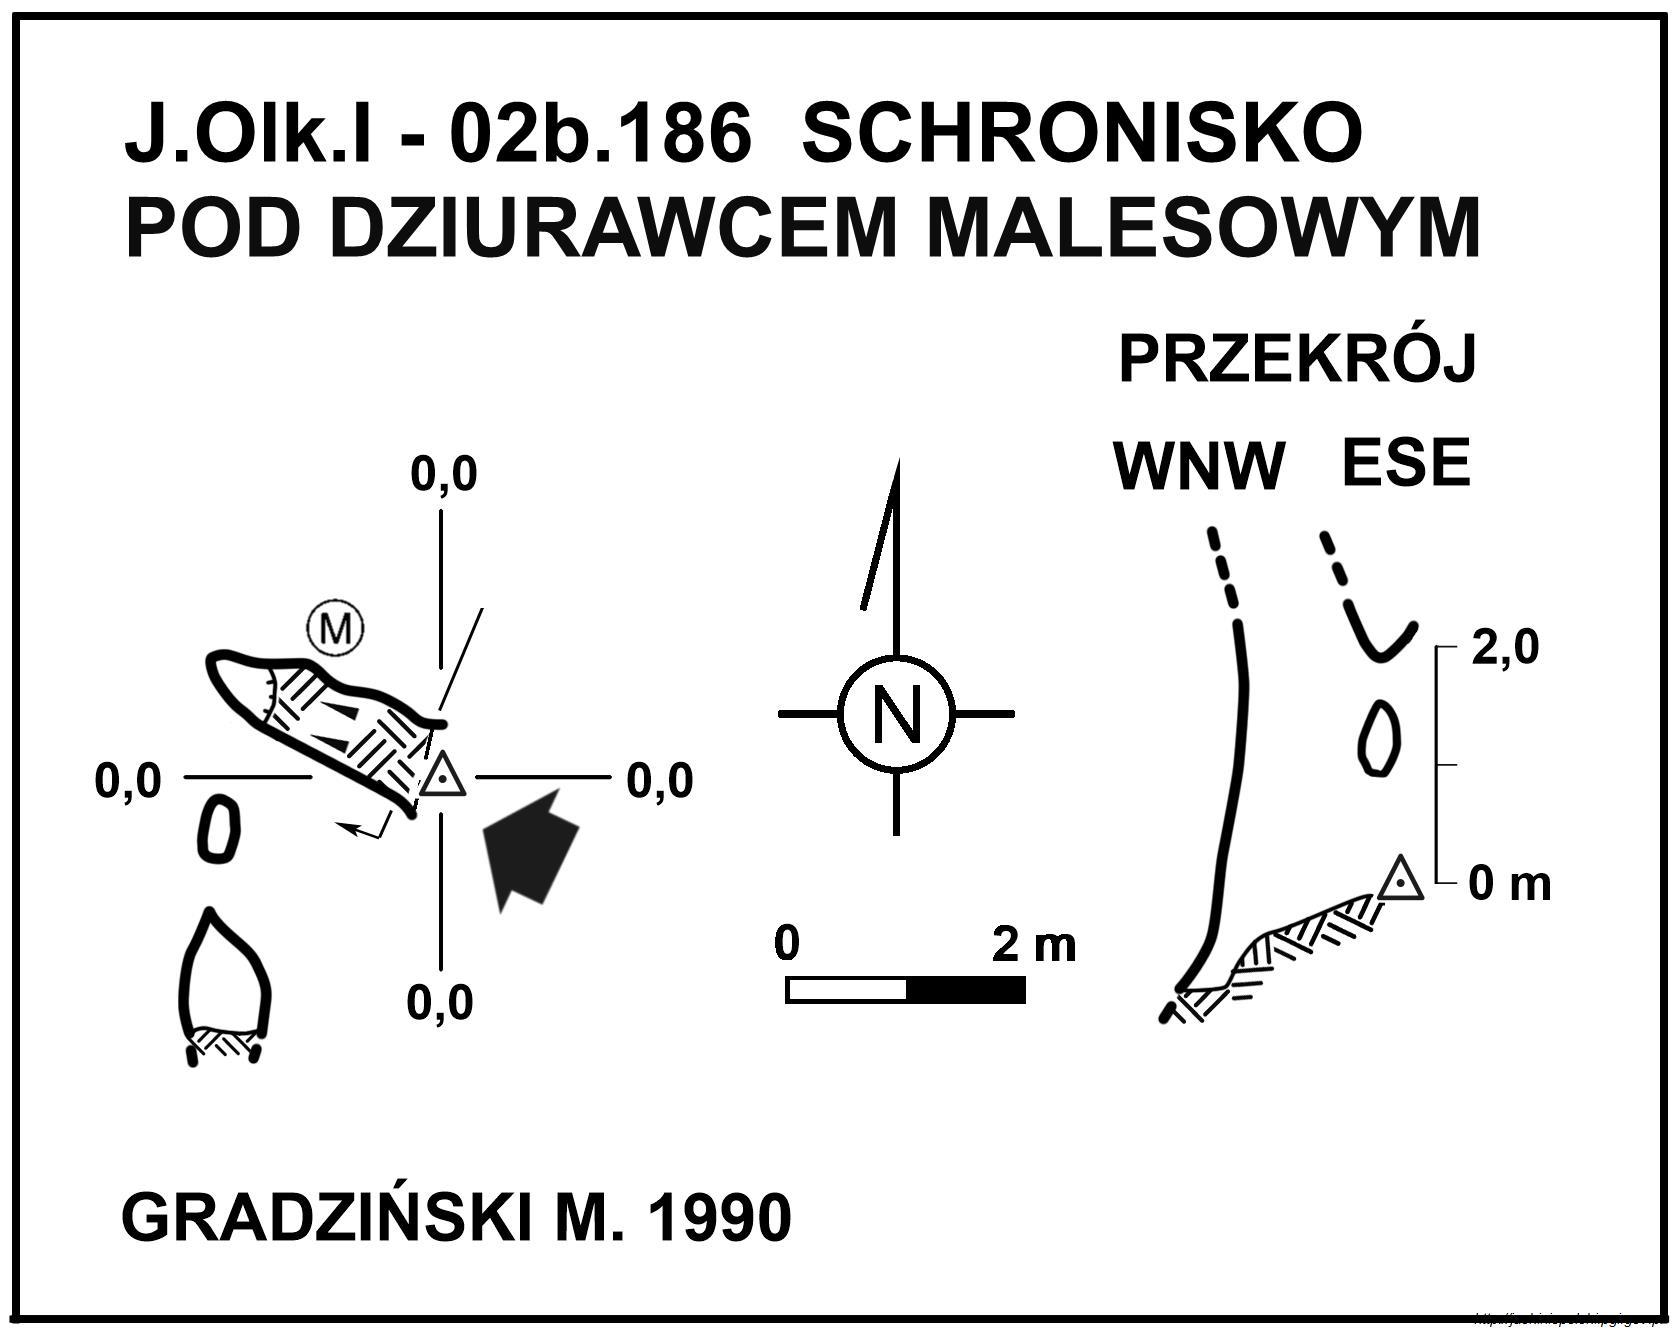 J.Olk.I - 02b.186 SCHRONISKO
POD DZIURAWCEM MALESOWYM
PRZEKRÓJ
WNW ESE
0,0
M
N
2,0
0,0
0,0
0 m
0 2 m
0,0
GRADZIŃSKI M. 1990